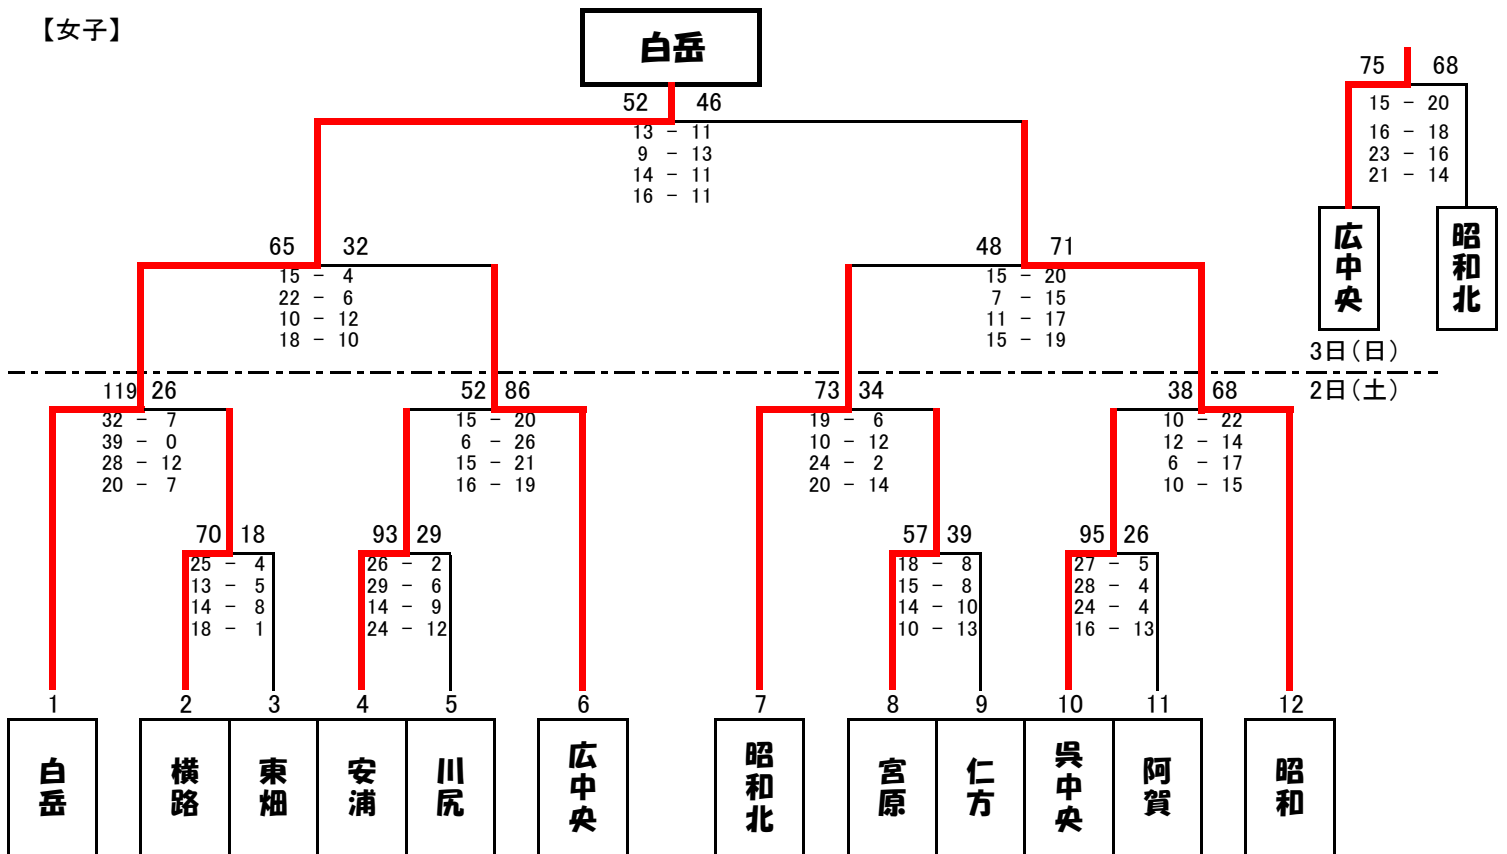 【女子】
白岳
52 46
13 - 11
9 - 13
14 - 11
16 - 11
75 68
15 - 20
16 - 18
23 - 16
21 - 14
広中央
昭和北
65 32
15 - 4
22 - 6
10 - 12
18 - 10
48 71
15 - 20
7 - 15
11 - 17
15 - 19
3日(日)
2日(土)
119 26
32 - 7
39 - 0
28 - 12
20 - 7
52 86
15 - 20
6 - 26
15 - 21
16 - 19
73 34
19 - 6
10 - 12
24 - 2
20 - 14
38 68
10 - 22
12 - 14
6 - 17
10 - 15
70 18
25 - 4
13 - 5
14 - 8
18 - 1
93 29
26 - 2
29 - 6
14 - 9
24 - 12
57 39
18 - 8
15 - 8
14 - 10
10 - 13
95 26
27 - 5
28 - 4
24 - 4
16 - 13
1 2 3 4 5 6 7 8 9 10 11 12
白岳
横路
東畑
安浦
川尻
広中央
昭和北
宮原
仁方
呉中央
阿賀
昭和